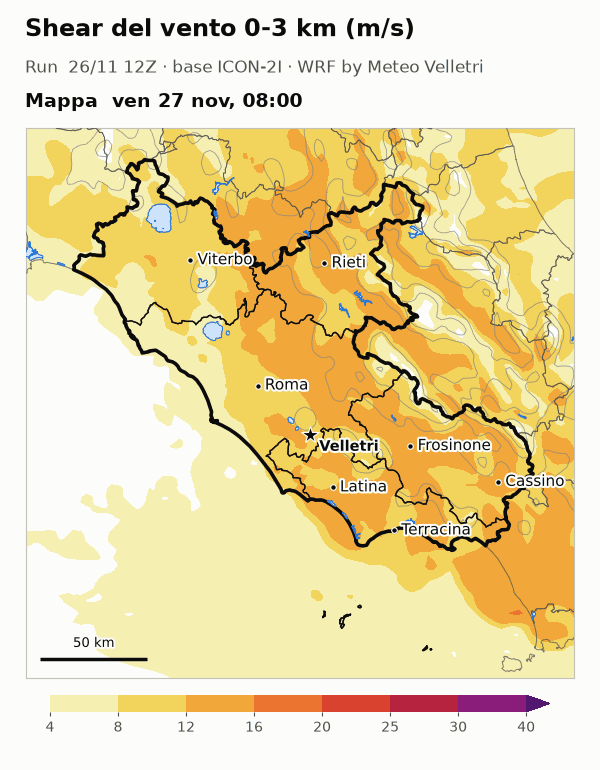 Shear del vento 0-3 km (m/s)
Run  26/11 12Z · base ICON-2I · WRF by Meteo Velletri
Mappa  ven 27 nov, 08:00
Viterbo
Rieti
Roma
Velletri
Frosinone
Latina
Cassino
Terracina
50 km
4 8 12 16 20 25 30 40